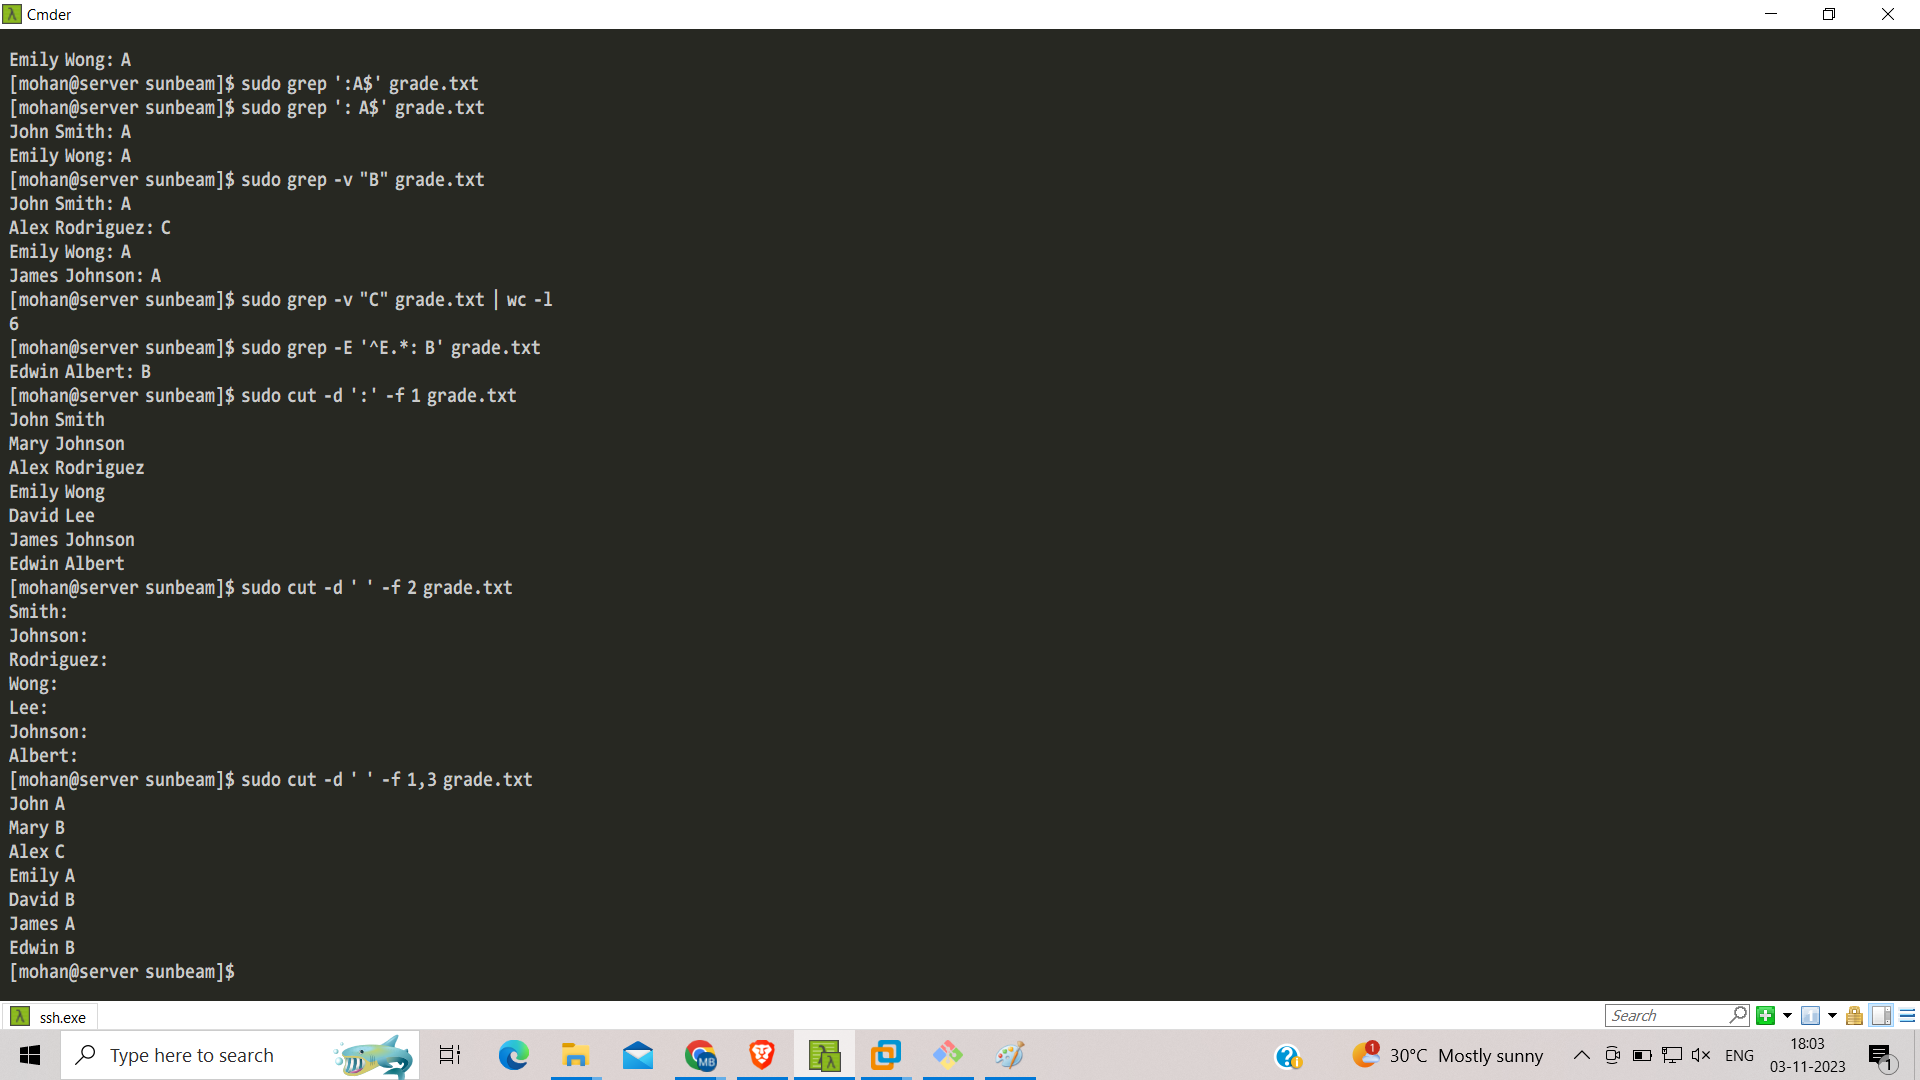 Cmder
Emily Wong: A
[mohan@server sunbeam]$ sudo grep ':A$' grade.txt
[mohan@server sunbeam]$ sudo grep ': A$' grade.txt
John Smith: A
Emily Wong: A
[mohan@server sunbeam]$ sudo grep -v "B" grade.txt
John Smith: A
Alex Rodriguez: C
Emily Wong: A
James Johnson: A
[mohan@server sunbeam]$ sudo grep -v "C" grade.txt | wc -l
6
[mohan@server sunbeam]$ sudo grep -E '^E.*: B' grade.txt
Edwin Albert: B
[mohan@server sunbeam]$ sudo cut -d ':' -f 1 grade.txt
John Smith
Mary Johnson
Alex Rodriguez
Emily Wong
David Lee
James Johnson
Edwin Albert
[mohan@server sunbeam]$ sudo cut -d ' ' -f 2 grade.txt
Smith:
Johnson:
Rodriguez:
Wong:
Lee:
Johnson:
Albert:
[mohan@server sunbeam]$ sudo cut -d ' ' -f 1,3 grade.txt
John A
Mary B
Alex C
Emily A
David B
James A
Edwin B
[mohan@server sunbeam]$
ssh.exe
Search
Type here to search
MB
1
30°C Mostly sunny
ENG
18:03
03-11-2023
1